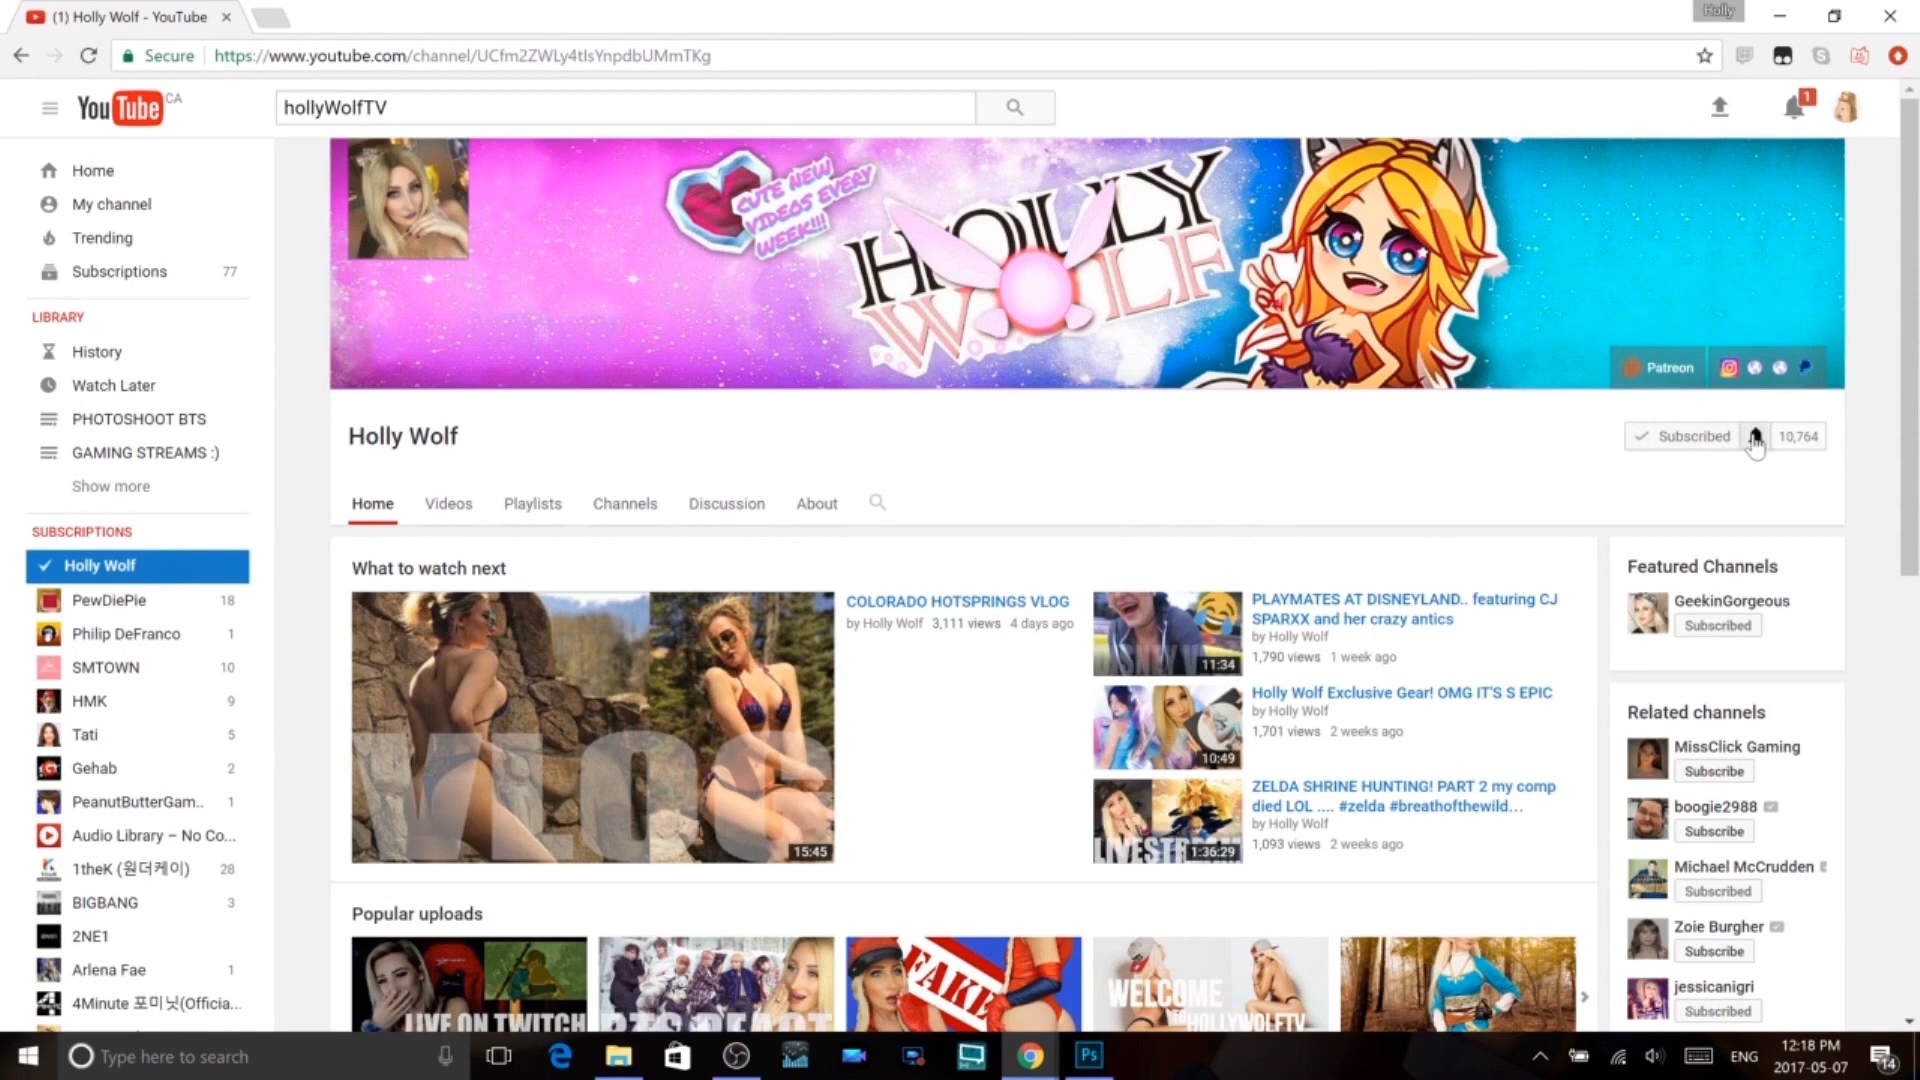 (1) Holly Wolf - YouTube
Holly
Secure
https://www.youtube.com/channel/UCfm2ZWLy4tlsYnpdbUMmTKg
YouTube CA
hollyWolfTV
1
Home
My channel
Trending
Subscriptions 77
LIBRARY
History
Watch Later
PHOTOSHOOT BTS
GAMING STREAMS :)
Show more
SUBSCRIPTIONS
Holly Wolf
PewDiePie 18
Philip DeFranco 1
SMTOWN 10
HMK 9
Tati 5
Gehab 2
PeanutButterGam.. 1
Audio Library – No Co...
1theK (원더케이) 28
BIGBANG 3
2NE1
Arlena Fae 1
4Minute 포미닛(Officia...
CUTE NEW
VIDEOS EVERY
WEEK!!!
HOLLY
WOLF
Patreon
Holly Wolf
Subscribed 10,764
Home Videos Playlists Channels Discussion About
What to watch next
VLOG
15:45
COLORADO HOTSPRINGS VLOG
by Holly Wolf 3,111 views 4 days ago
11:34
PLAYMATES AT DISNEYLAND.. featuring CJ
SPARXX and her crazy antics
by Holly Wolf
1,790 views 1 week ago
10:49
Holly Wolf Exclusive Gear! OMG IT'S S EPIC
by Holly Wolf
1,701 views 2 weeks ago
1:36:29
ZELDA SHRINE HUNTING! PART 2 my comp
died LOL .... #zelda #breathofthewild...
by Holly Wolf
1,093 views 2 weeks ago
Popular uploads
LIVE ON TWITCH
BTS REACT
FAKE
WELCOME
TO HOLLYWOLFTV
Featured Channels
GeekinGorgeous
Subscribed
Related channels
MissClick Gaming
Subscribe
boogie2988
Subscribe
Michael McCrudden
Subscribed
Zoie Burgher
Subscribe
jessicanigri
Subscribed
Type here to search
Ps
ENG
12:18 PM
2017-05-07
14